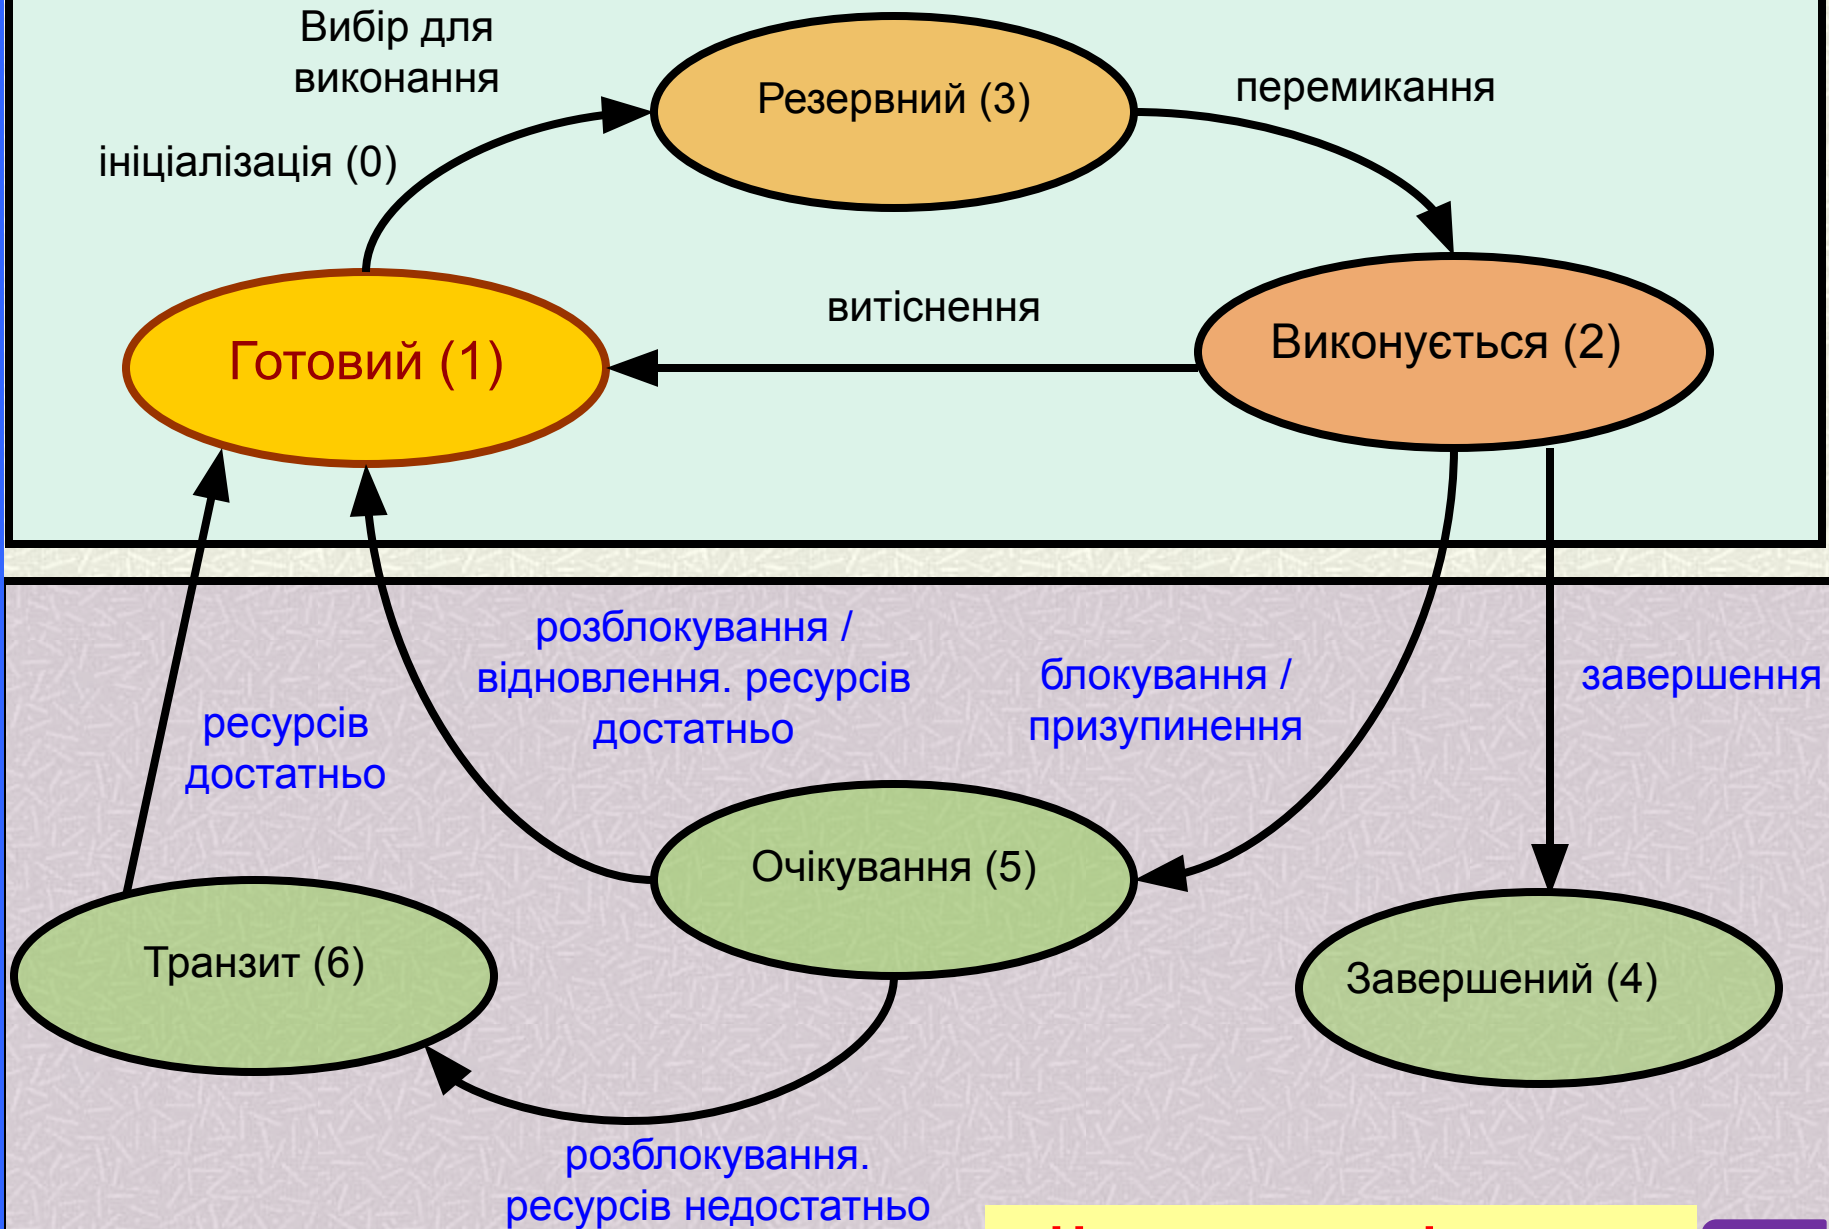 Вибір для
виконання
Резервний (3)
перемикання
ініціалізація (0)
витіснення
Готовий (1)
Виконується (2)
розблокування /
відновлення. ресурсів
достатньо
блокування /
призупинення
завершення
ресурсів
достатньо
Очікування (5)
Транзит (6)
Завершений (4)
розблокування.
ресурсів недостатньо